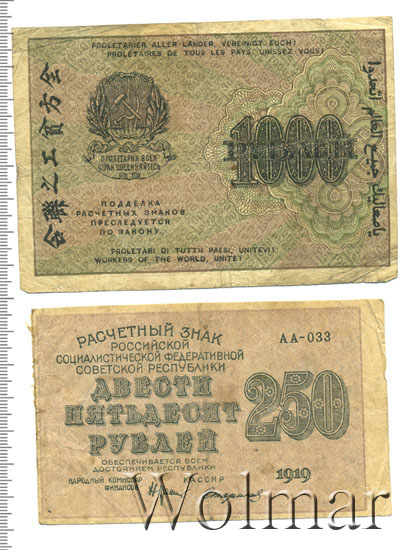 PROLETARIER ALLER LÄNDER, VEREINIGT EUCH!
PROLÉTAIRES DE TOUS LES PAYS, UNISSEZ-VOUS!
ПРОЛЕТАРИИ ВСЕХ
СТРАН СОЕДИНЯЙТЕСЬ
1000
РУБЛЕЙ
ПОДДЕЛКА
РАСЧЕТНЫХ ЗНАКОВ
ПРЕСЛЕДУЕТСЯ
ПО ЗАКОНУ.
PROLETARI DI TUTTI PAESI, UNITEVI!
WORKERS OF THE WORLD, UNITE!
РАСЧЕТНЫЙ ЗНАК
РОССИЙСКОЙ
СОЦИАЛИСТИЧЕСКОЙ ФЕДЕРАТИВНОЙ
СОВЕТСКОЙ РЕСПУБЛИКИ
АА-033
ДВЕСТИ
ПЯТЬДЕСЯТ
РУБЛЕЙ
250
ОБЕСПЕЧИВАЕТСЯ ВСЕМ
ДОСТОЯНИЕМ РЕСПУБЛИКИ
1919
НАРОДНЫЙ КОМИССАР
ФИНАНСОВ
КАССИР
Wolmar